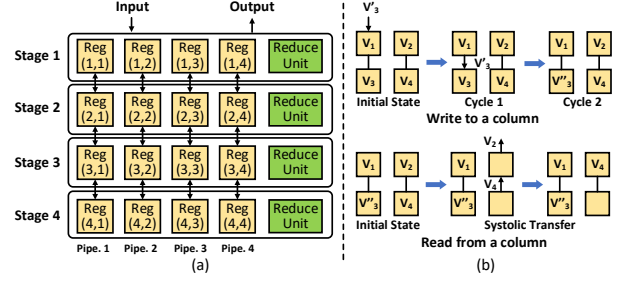 Input Output
Stage 1
Reg (1,1)
Reg (1,2)
Reg (1,3)
Reg (1,4)
Reduce Unit
Stage 2
Reg (2,1)
Reg (2,2)
Reg (2,3)
Reg (2,4)
Reduce Unit
Stage 3
Reg (3,1)
Reg (3,2)
Reg (3,3)
Reg (3,4)
Reduce Unit
Stage 4
Reg (4,1)
Reg (4,2)
Reg (4,3)
Reg (4,4)
Reduce Unit
Pipe. 1 Pipe. 2 Pipe. 3 Pipe. 4
(a)
V'₃
V₁ V₂ V₁ V₂ V₁ V₂
V'₃
V₃ V₄ V₃ V₄ V''₃ V₄
Initial State Cycle 1 Cycle 2
Write to a column
V₂
V₁ V₂ V₁ V₁ V₄
V₄
V''₃ V₄ V''₃ V''₃
Initial State Systolic Transfer
Read from a column
(b)